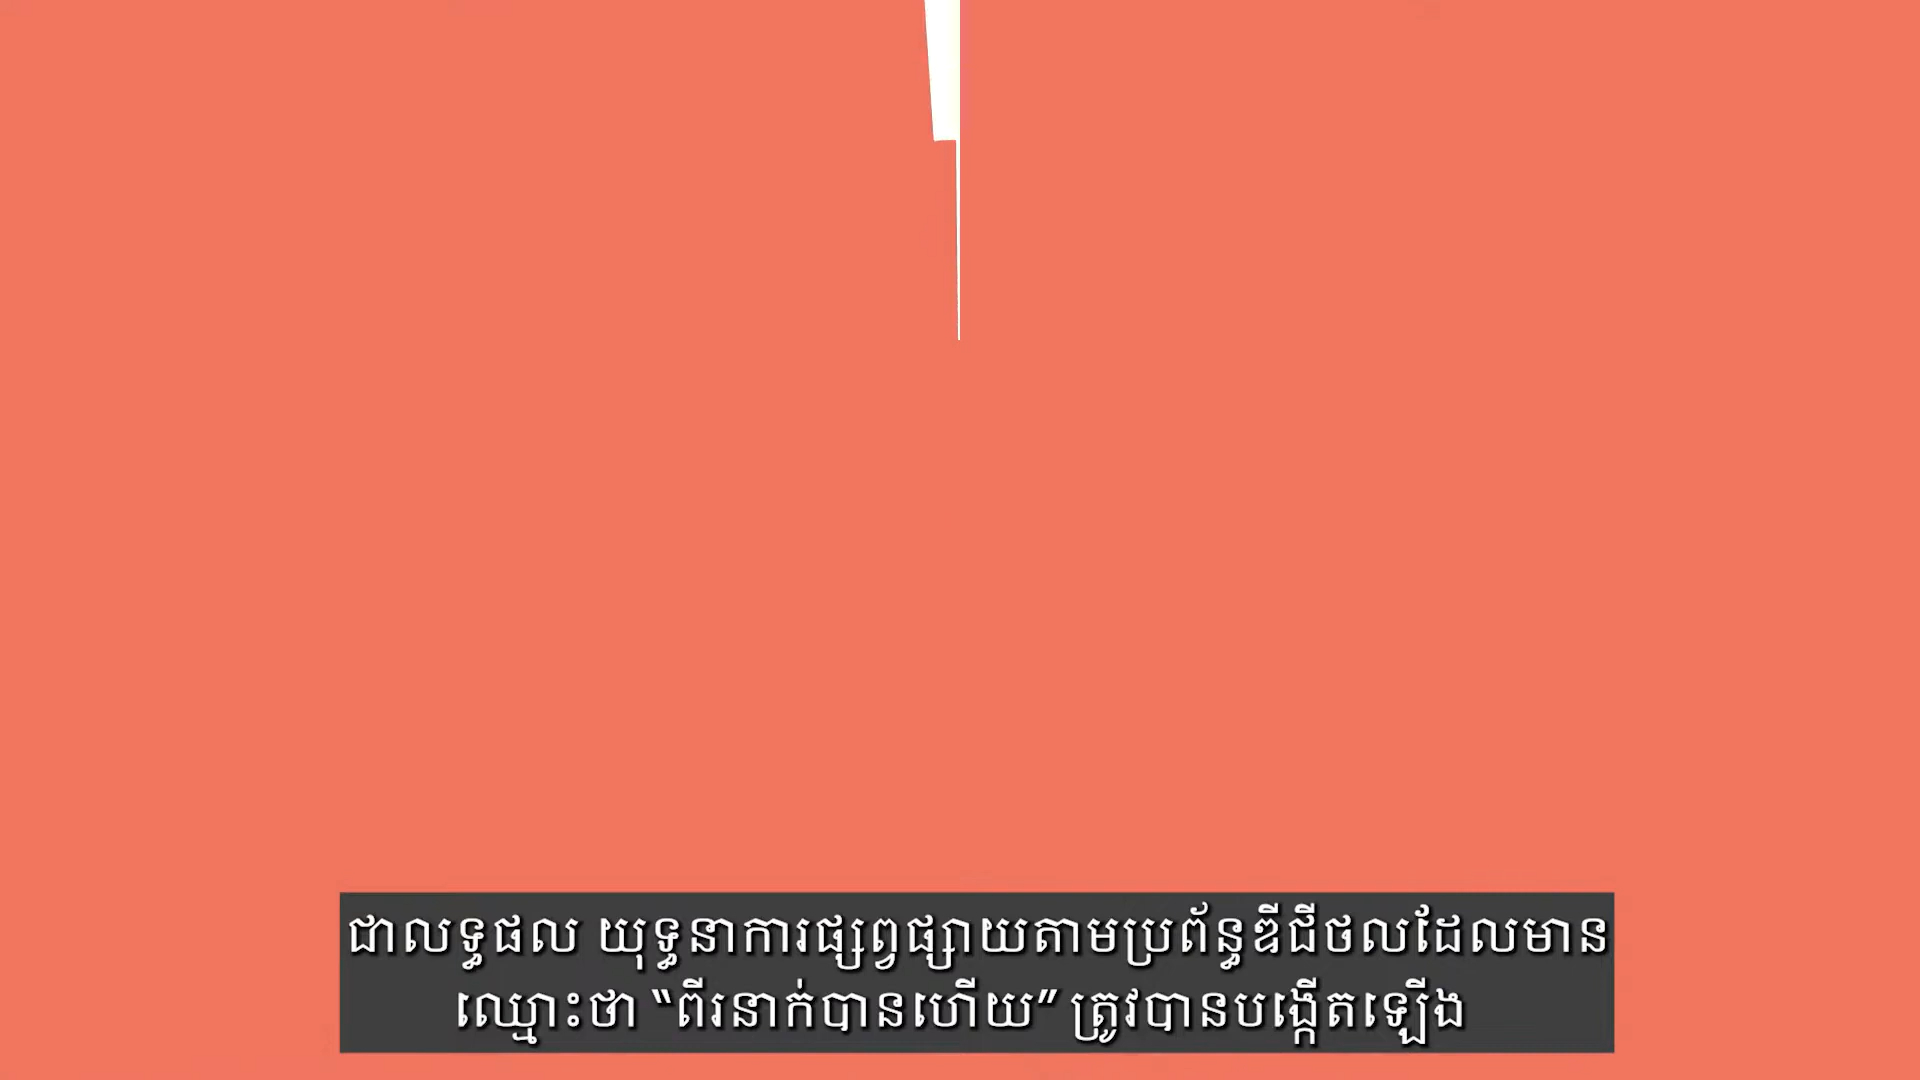 ជាលទ្ធផល យុទ្ធនាការផ្សព្វផ្សាយតាមប្រព័ន្ធឌីជីថលដែលមាន
ឈ្មោះថា “ពីរនាក់បានហើយ” ត្រូវបានបង្កើតឡើង